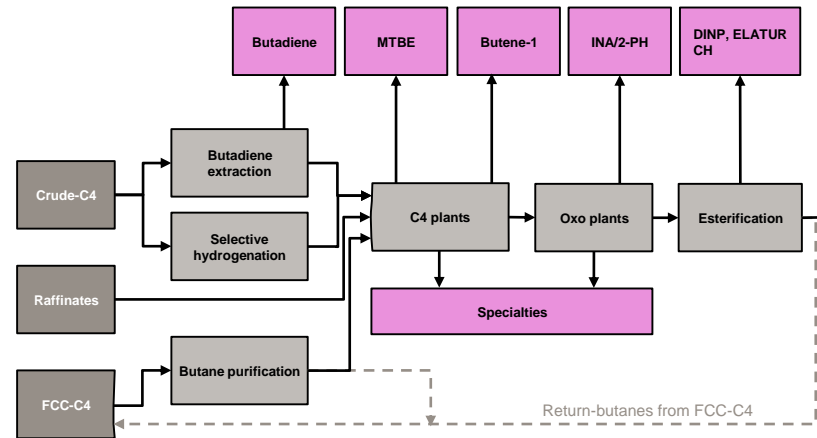 Butadiene
MTBE
Butene-1
INA/2-PH
DINP, ELATUR
CH
Butadiene
extraction
Crude-C4
Selective
hydrogenation
C4 plants
Oxo plants
Esterification
Raffinates
Specialties
Butane purification
FCC-C4
Return-butanes from FCC-C4